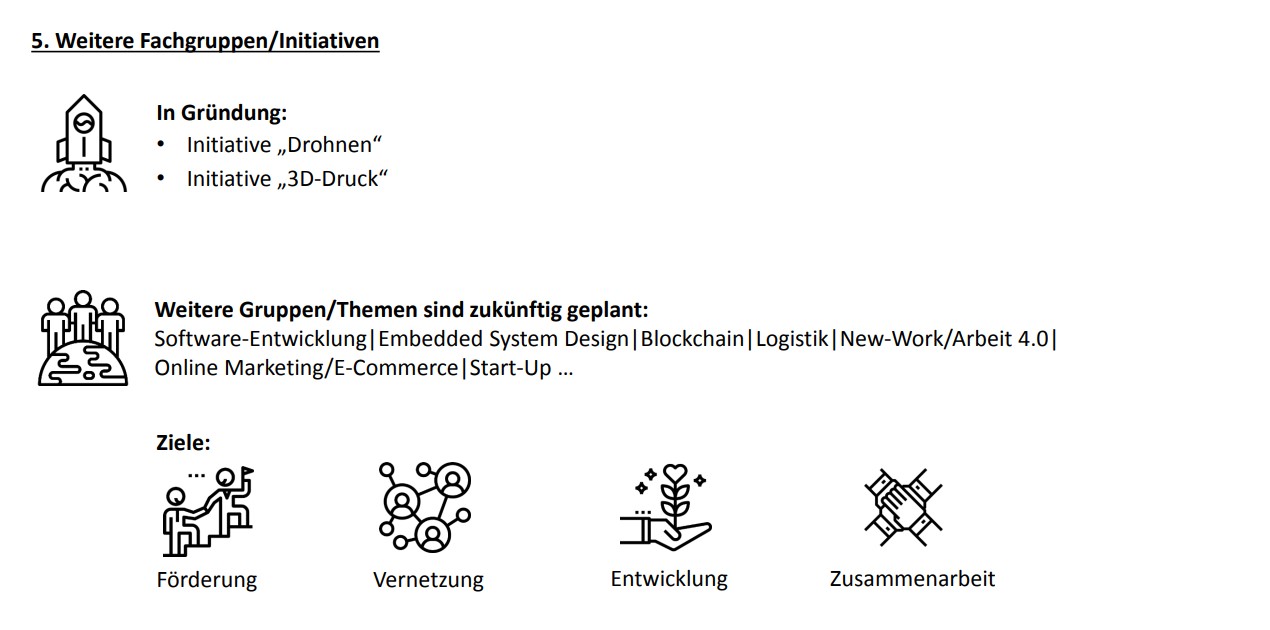 5. Weitere Fachgruppen/Initiativen
In Gründung:
• Initiative „Drohnen“
• Initiative „3D-Druck“
Weitere Gruppen/Themen sind zukünftig geplant:
Software-Entwicklung|Embedded System Design|Blockchain|Logistik|New-Work/Arbeit 4.0|
Online Marketing/E-Commerce|Start-Up ...
Ziele:
Förderung
Vernetzung
Entwicklung
Zusammenarbeit